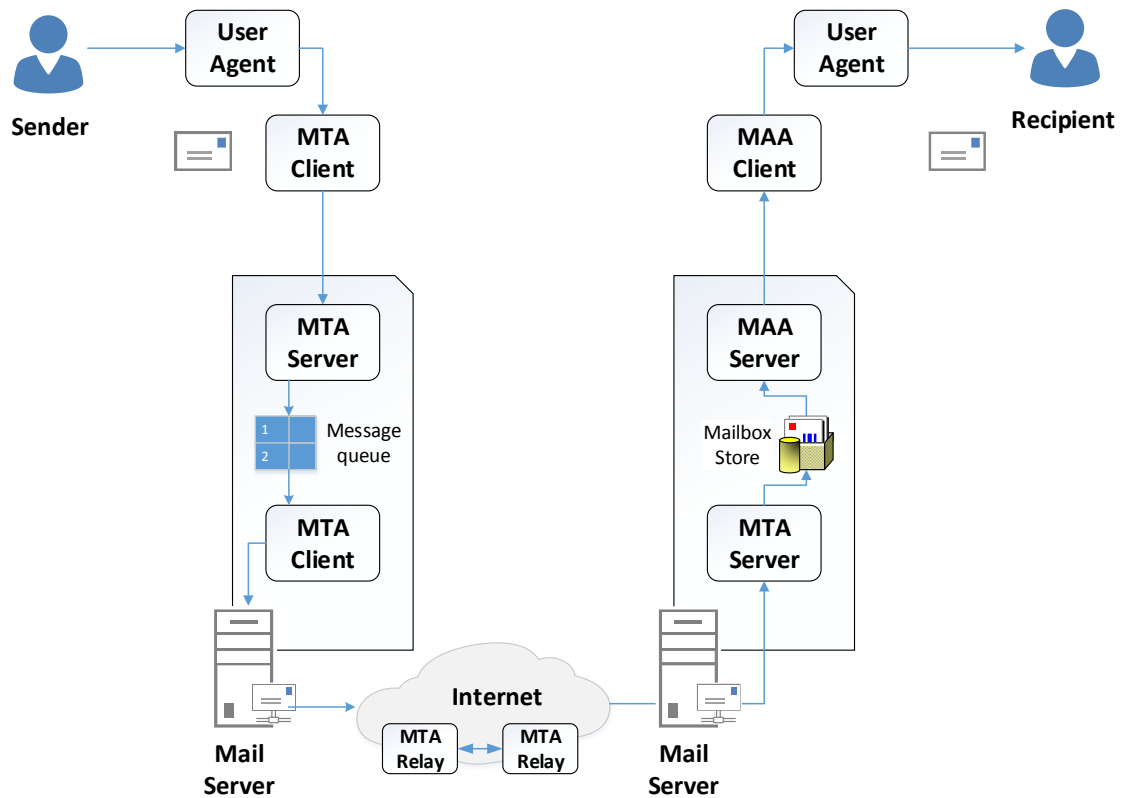 User
Agent
User
Agent
Sender
Recipient
MTA
Client
MAA
Client
MTA
Server
MAA
Server
1
2
Message
queue
Mailbox
Store
MTA
Client
MTA
Server
Internet
MTA
Relay
MTA
Relay
Mail
Server
Mail
Server